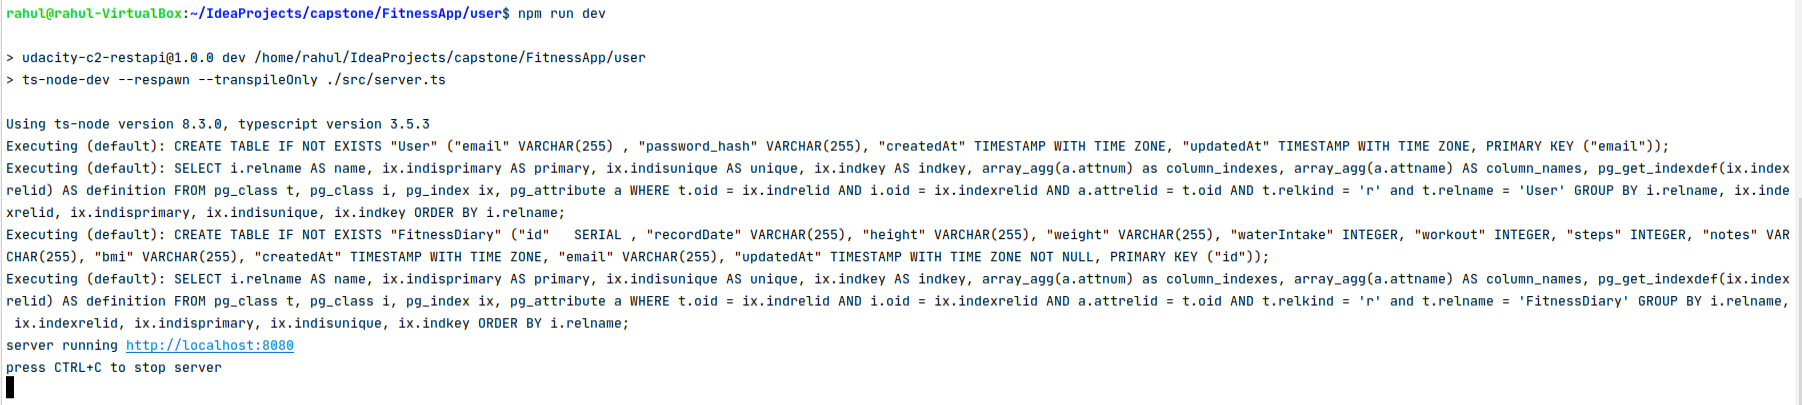 rahul@rahul-VirtualBox:~/IdeaProjects/capstone/FitnessApp/user$ npm run dev
> udacity-c2-restapi@1.0.0 dev /home/rahul/IdeaProjects/capstone/FitnessApp/user
> ts-node-dev --respawn --transpileOnly ./src/server.ts
Using ts-node version 8.3.0, typescript version 3.5.3
Executing (default): CREATE TABLE IF NOT EXISTS "User" ("email" VARCHAR(255) , "password_hash" VARCHAR(255), "createdAt" TIMESTAMP WITH TIME ZONE, "updatedAt" TIMESTAMP WITH TIME ZONE, PRIMARY KEY ("email"));
Executing (default): SELECT i.relname AS name, ix.indisprimary AS primary, ix.indisunique AS unique, ix.indkey AS indkey, array_agg(a.attnum) as column_indexes, array_agg(a.attname) AS column_names, pg_get_indexdef(ix.index
relid) AS definition FROM pg_class t, pg_class i, pg_index ix, pg_attribute a WHERE t.oid = ix.indrelid AND i.oid = ix.indexrelid AND a.attrelid = t.oid AND t.relkind = 'r' and t.relname = 'User' GROUP BY i.relname, ix.inde
xrelid, ix.indisprimary, ix.indisunique, ix.indkey ORDER BY i.relname;
Executing (default): CREATE TABLE IF NOT EXISTS "FitnessDiary" ("id"   SERIAL , "recordDate" VARCHAR(255), "height" VARCHAR(255), "weight" VARCHAR(255), "waterIntake" INTEGER, "workout" INTEGER, "steps" INTEGER, "notes" VAR
CHAR(255), "bmi" VARCHAR(255), "createdAt" TIMESTAMP WITH TIME ZONE, "email" VARCHAR(255), "updatedAt" TIMESTAMP WITH TIME ZONE NOT NULL, PRIMARY KEY ("id"));
Executing (default): SELECT i.relname AS name, ix.indisprimary AS primary, ix.indisunique AS unique, ix.indkey AS indkey, array_agg(a.attnum) as column_indexes, array_agg(a.attname) AS column_names, pg_get_indexdef(ix.index
relid) AS definition FROM pg_class t, pg_class i, pg_index ix, pg_attribute a WHERE t.oid = ix.indrelid AND i.oid = ix.indexrelid AND a.attrelid = t.oid AND t.relkind = 'r' and t.relname = 'FitnessDiary' GROUP BY i.relname,
 ix.indexrelid, ix.indisprimary, ix.indisunique, ix.indkey ORDER BY i.relname;
server running http://localhost:8080
press CTRL+C to stop server